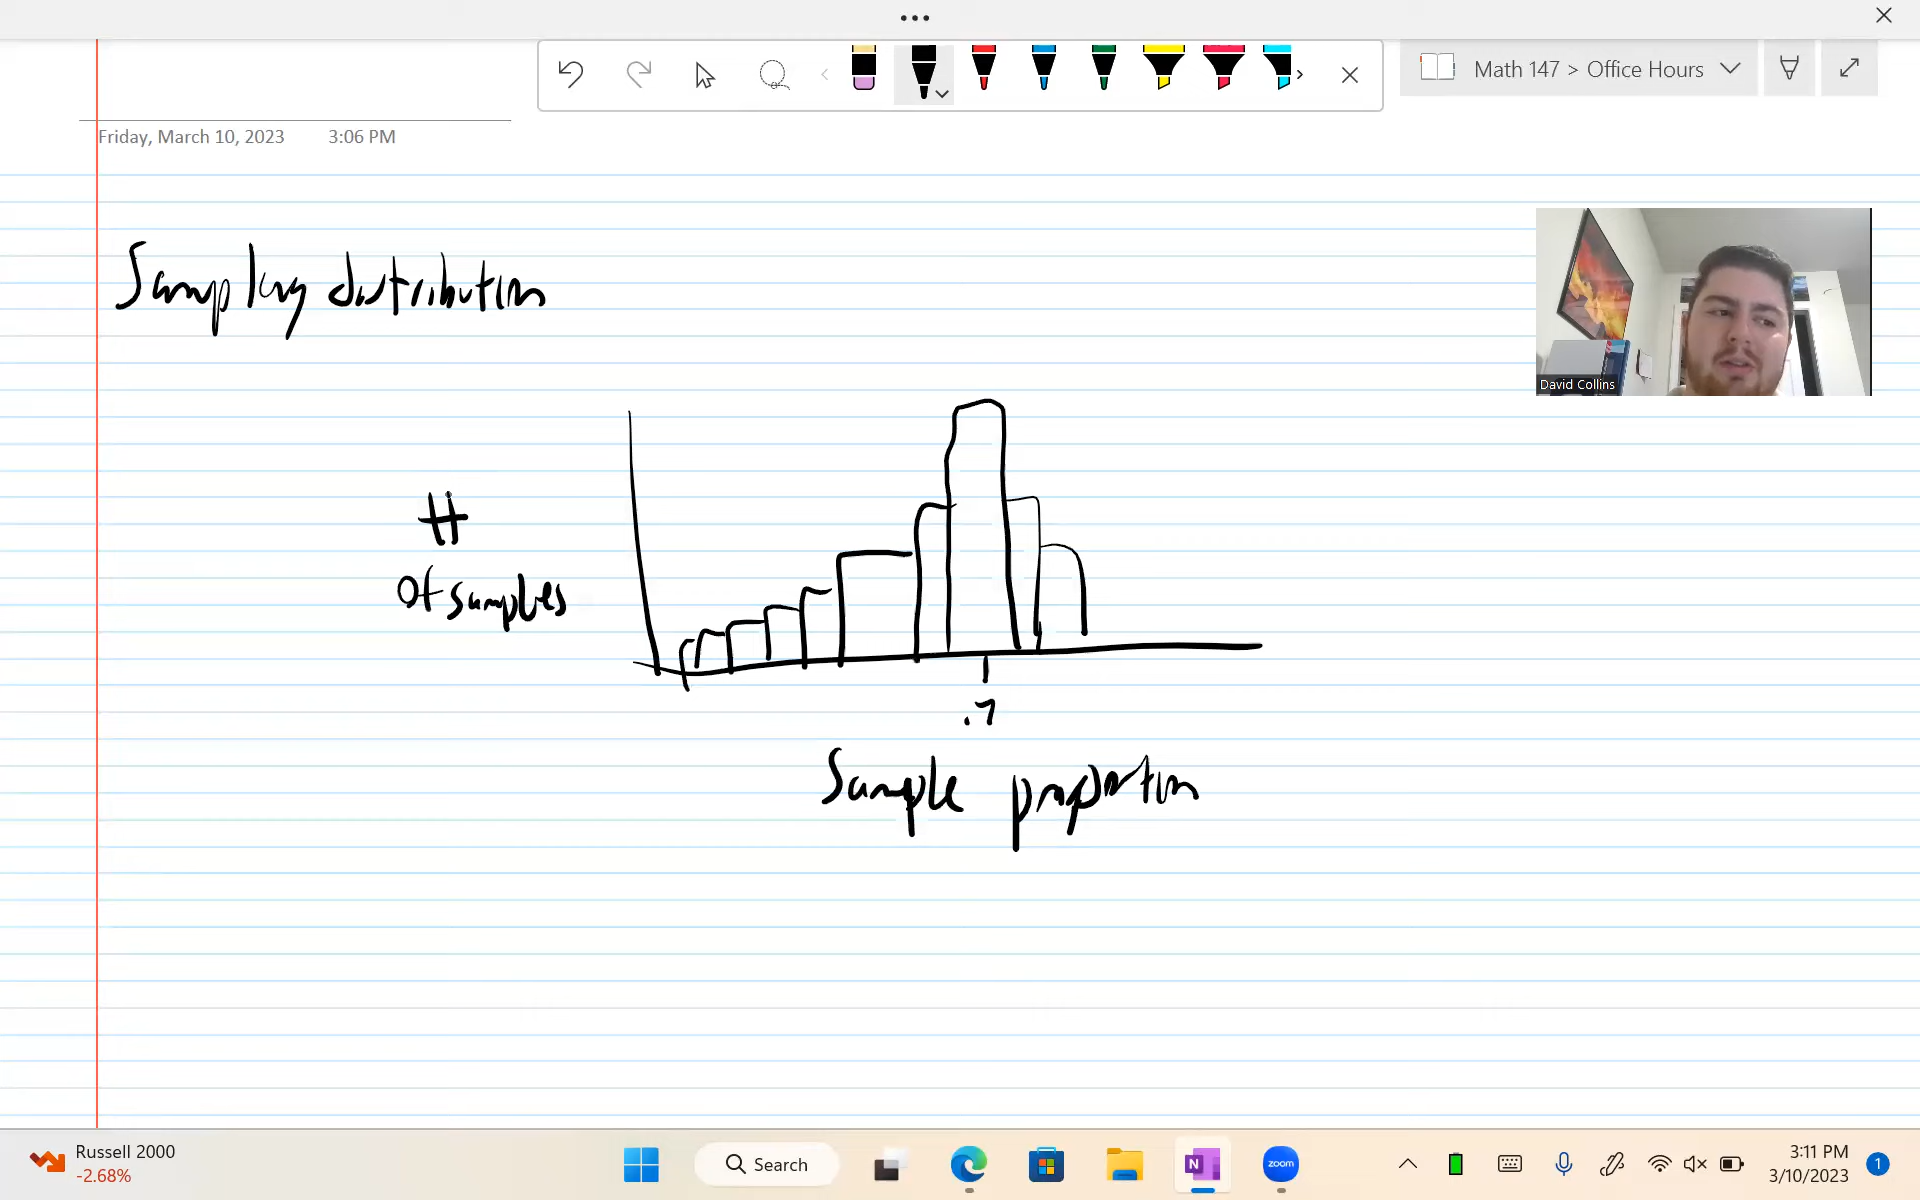 Math 147 > Office Hours
Friday, March 10, 2023 3:06 PM
Sampling distribution
David Collins
#
of samples
.7
Sample proportion
Russell 2000
-2.68%
Search
N
zoom
3:11 PM
3/10/2023
1